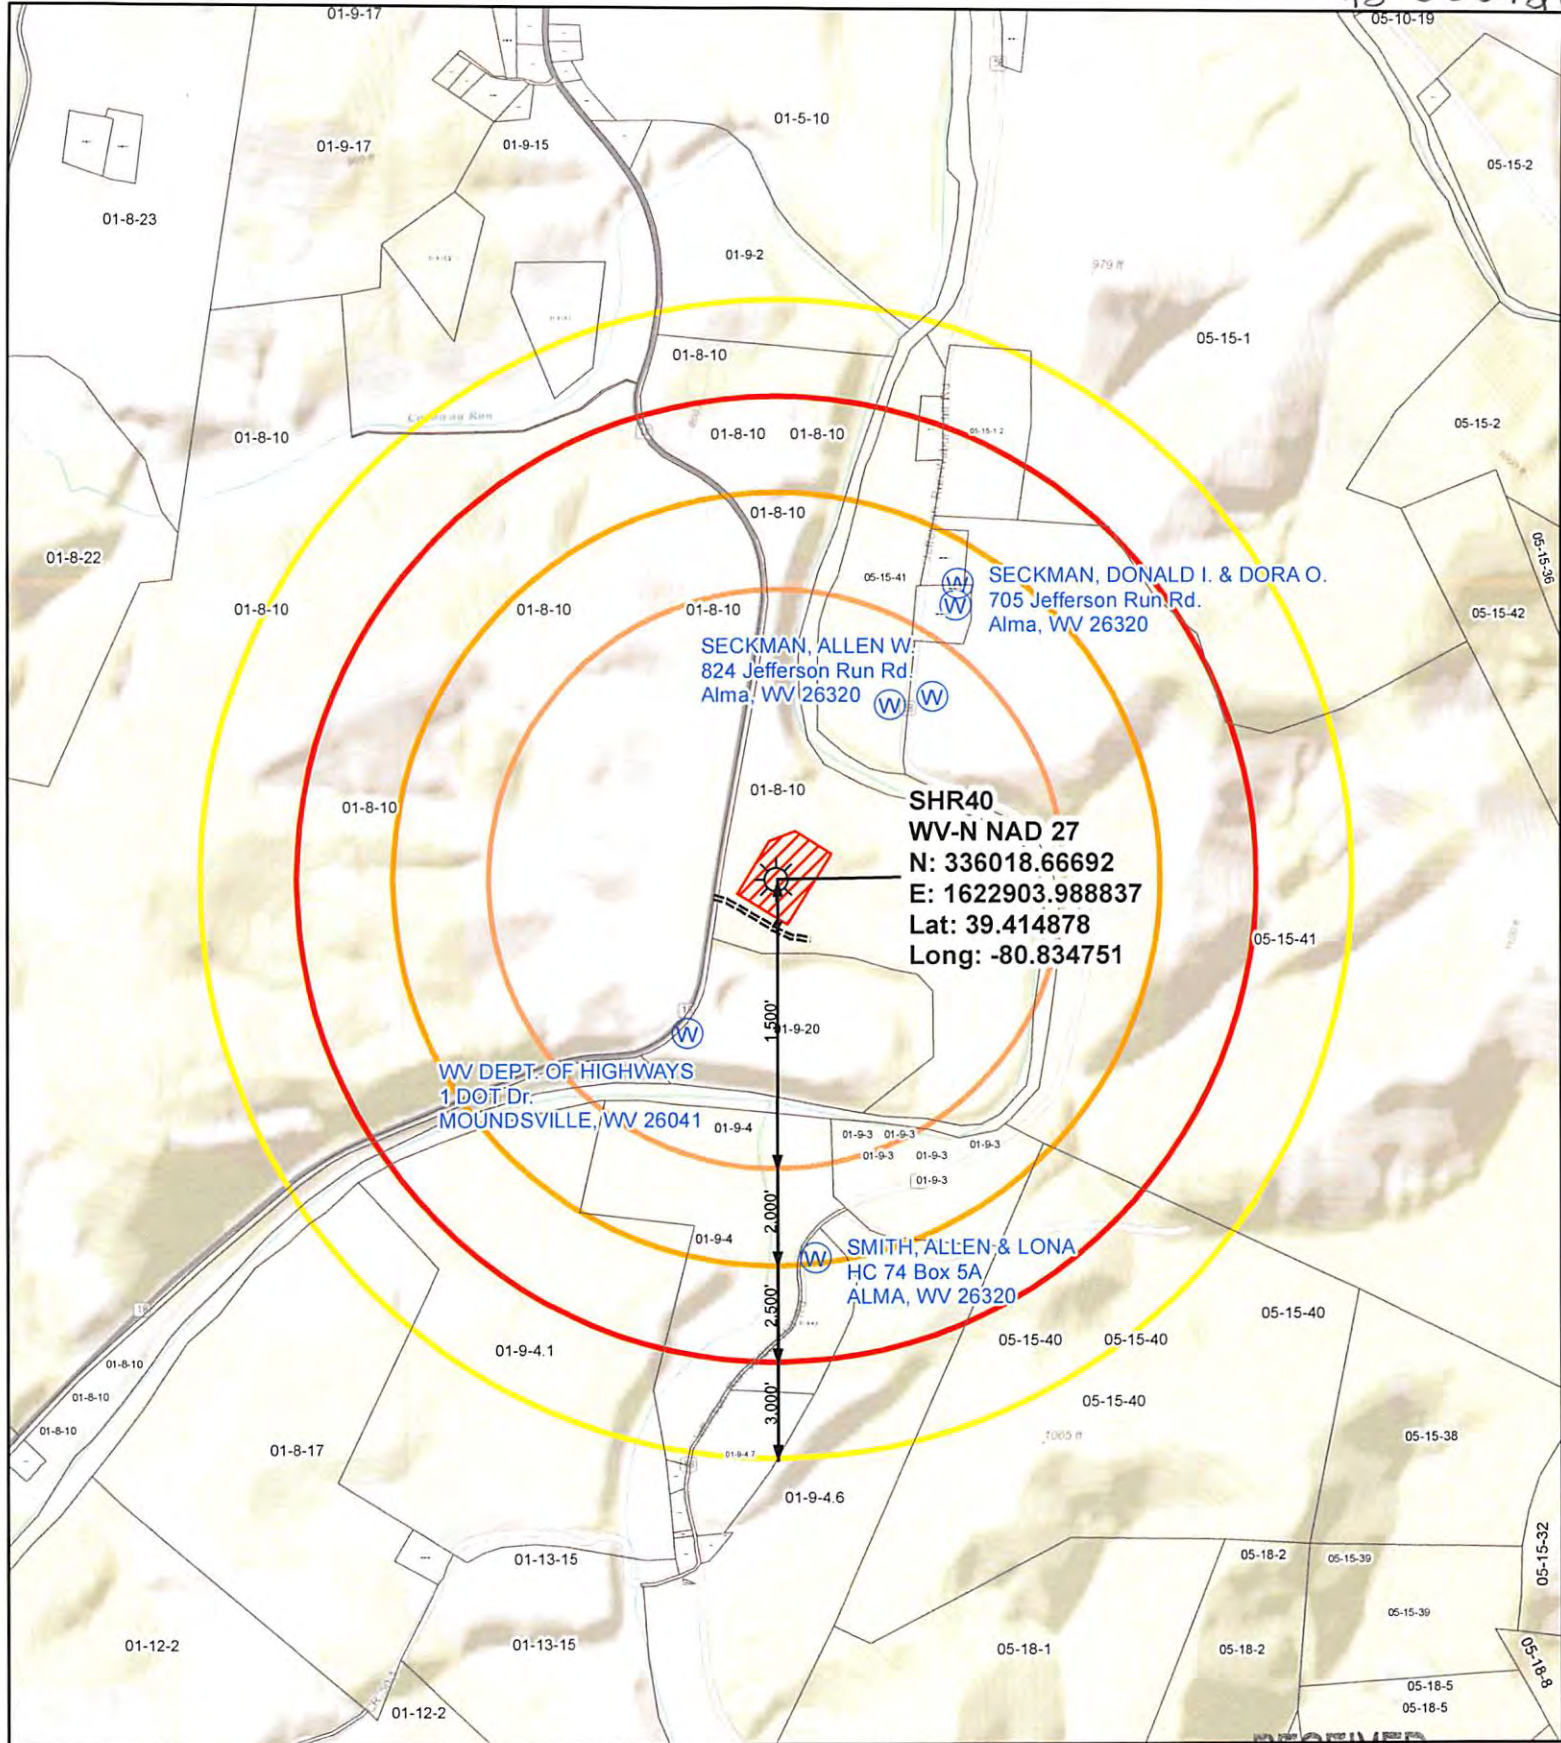 01-9-17
05-10-19
01-5-10
01-9-17
01-9-15
05-15-2
01-8-23
01-9-2
979 ft
05-15-1
01-8-10
05-15-2
01-8-10
01-8-10
01-8-10
05-15-1.2
01-8-10
05-15-36
01-8-22
05-15-41
SECKMAN, DONALD I. & DORA O.
705 Jefferson Run Rd.
Alma, WV 26320
W
W
01-8-10
01-8-10
01-8-10
05-15-42
SECKMAN, ALLEN W.
824 Jefferson Run Rd.
Alma, WV 26320
W
W
01-8-10
01-8-10
SHR40
WV-N NAD 27
N: 336018.66692
E: 1622903.988837
Lat: 39.414878
Long: -80.834751
05-15-41
1,500'
01-9-20
W
WV DEPT. OF HIGHWAYS
1 DOT Dr.
MOUNDSVILLE, WV 26041
01-9-4
01-9-3
01-9-3
01-9-3
01-9-3
01-9-3
01-9-3
2,000'
01-9-4
W
SMITH, ALLEN & LONA
HC 74 Box 5A
ALMA, WV 26320
18
2,500'
01-9-4.1
05-15-40
05-15-40
05-15-40
01-8-10
01-8-10
01-8-10
3,000'
05-15-40
1005 ft
05-15-38
01-8-17
01-9-4.7
01-9-4.6
01-13-15
05-18-2
05-15-39
05-15-32
05-15-39
01-12-2
01-13-15
05-18-1
05-18-2
05-18-8
05-18-5
05-18-5
01-12-2
RECEIVED